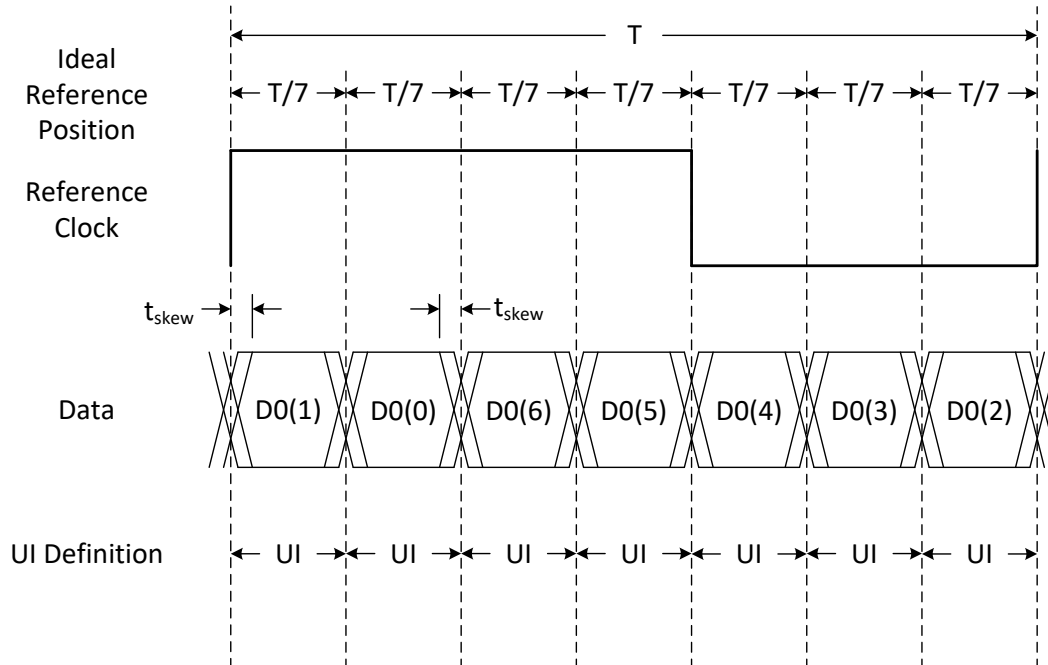 T
Ideal
Reference
Position
T/7 T/7 T/7 T/7 T/7 T/7 T/7
Reference
Clock
tskew tskew
Data D0(1) D0(0) D0(6) D0(5) D0(4) D0(3) D0(2)
UI Definition UI UI UI UI UI UI UI